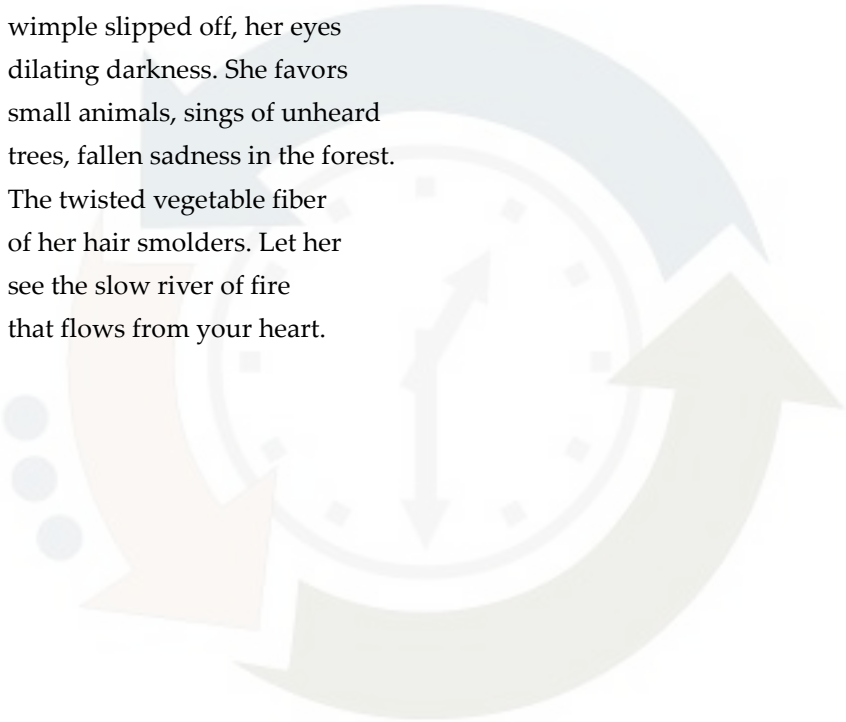 wimple slipped off, her eyes
dilating darkness. She favors
small animals, sings of unheard
trees, fallen sadness in the forest.
The twisted vegetable fiber
of her hair smolders. Let her
see the slow river of fire
that flows from your heart.